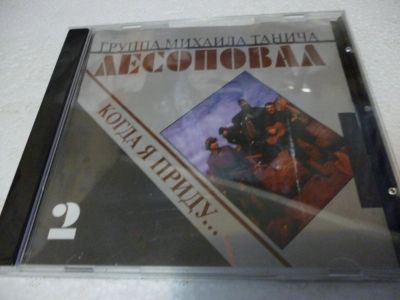 ГРУППА МИХАИЛА ТАНИЧА
ЛЕСОПОВАЛ
КОГДА Я ПРИДУ...
2